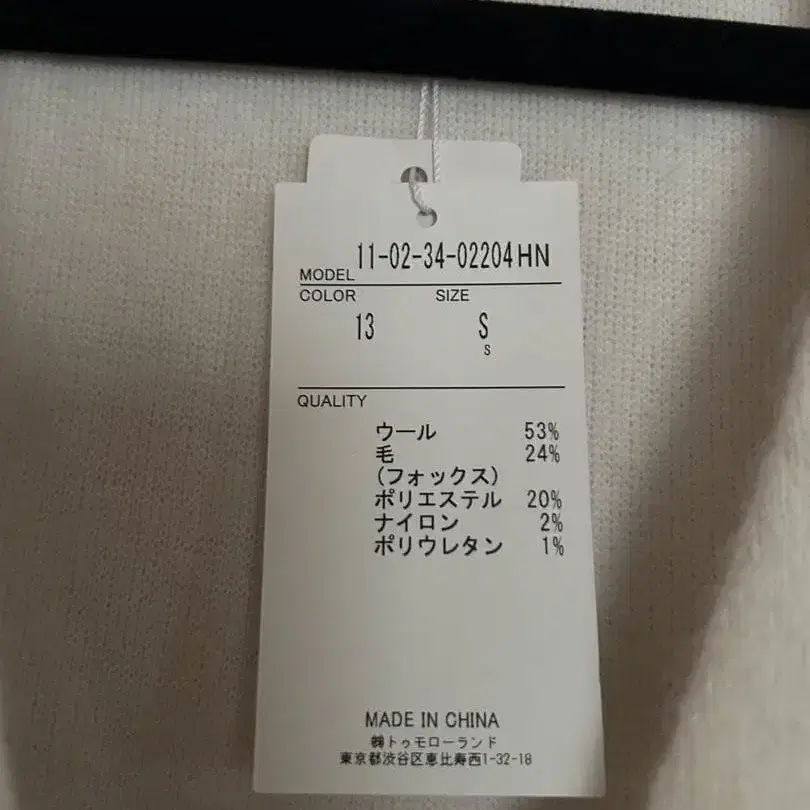 MODEL 11-02-34-02204HN
COLOR SIZE
13 S
S
QUALITY
ウール 53%
毛 24%
(フォックス)
ポリエステル 20%
ナイロン 2%
ポリウレタン 1%
MADE IN CHINA
㈱トゥモローランド
東京都渋谷区恵比寿西1-32-18